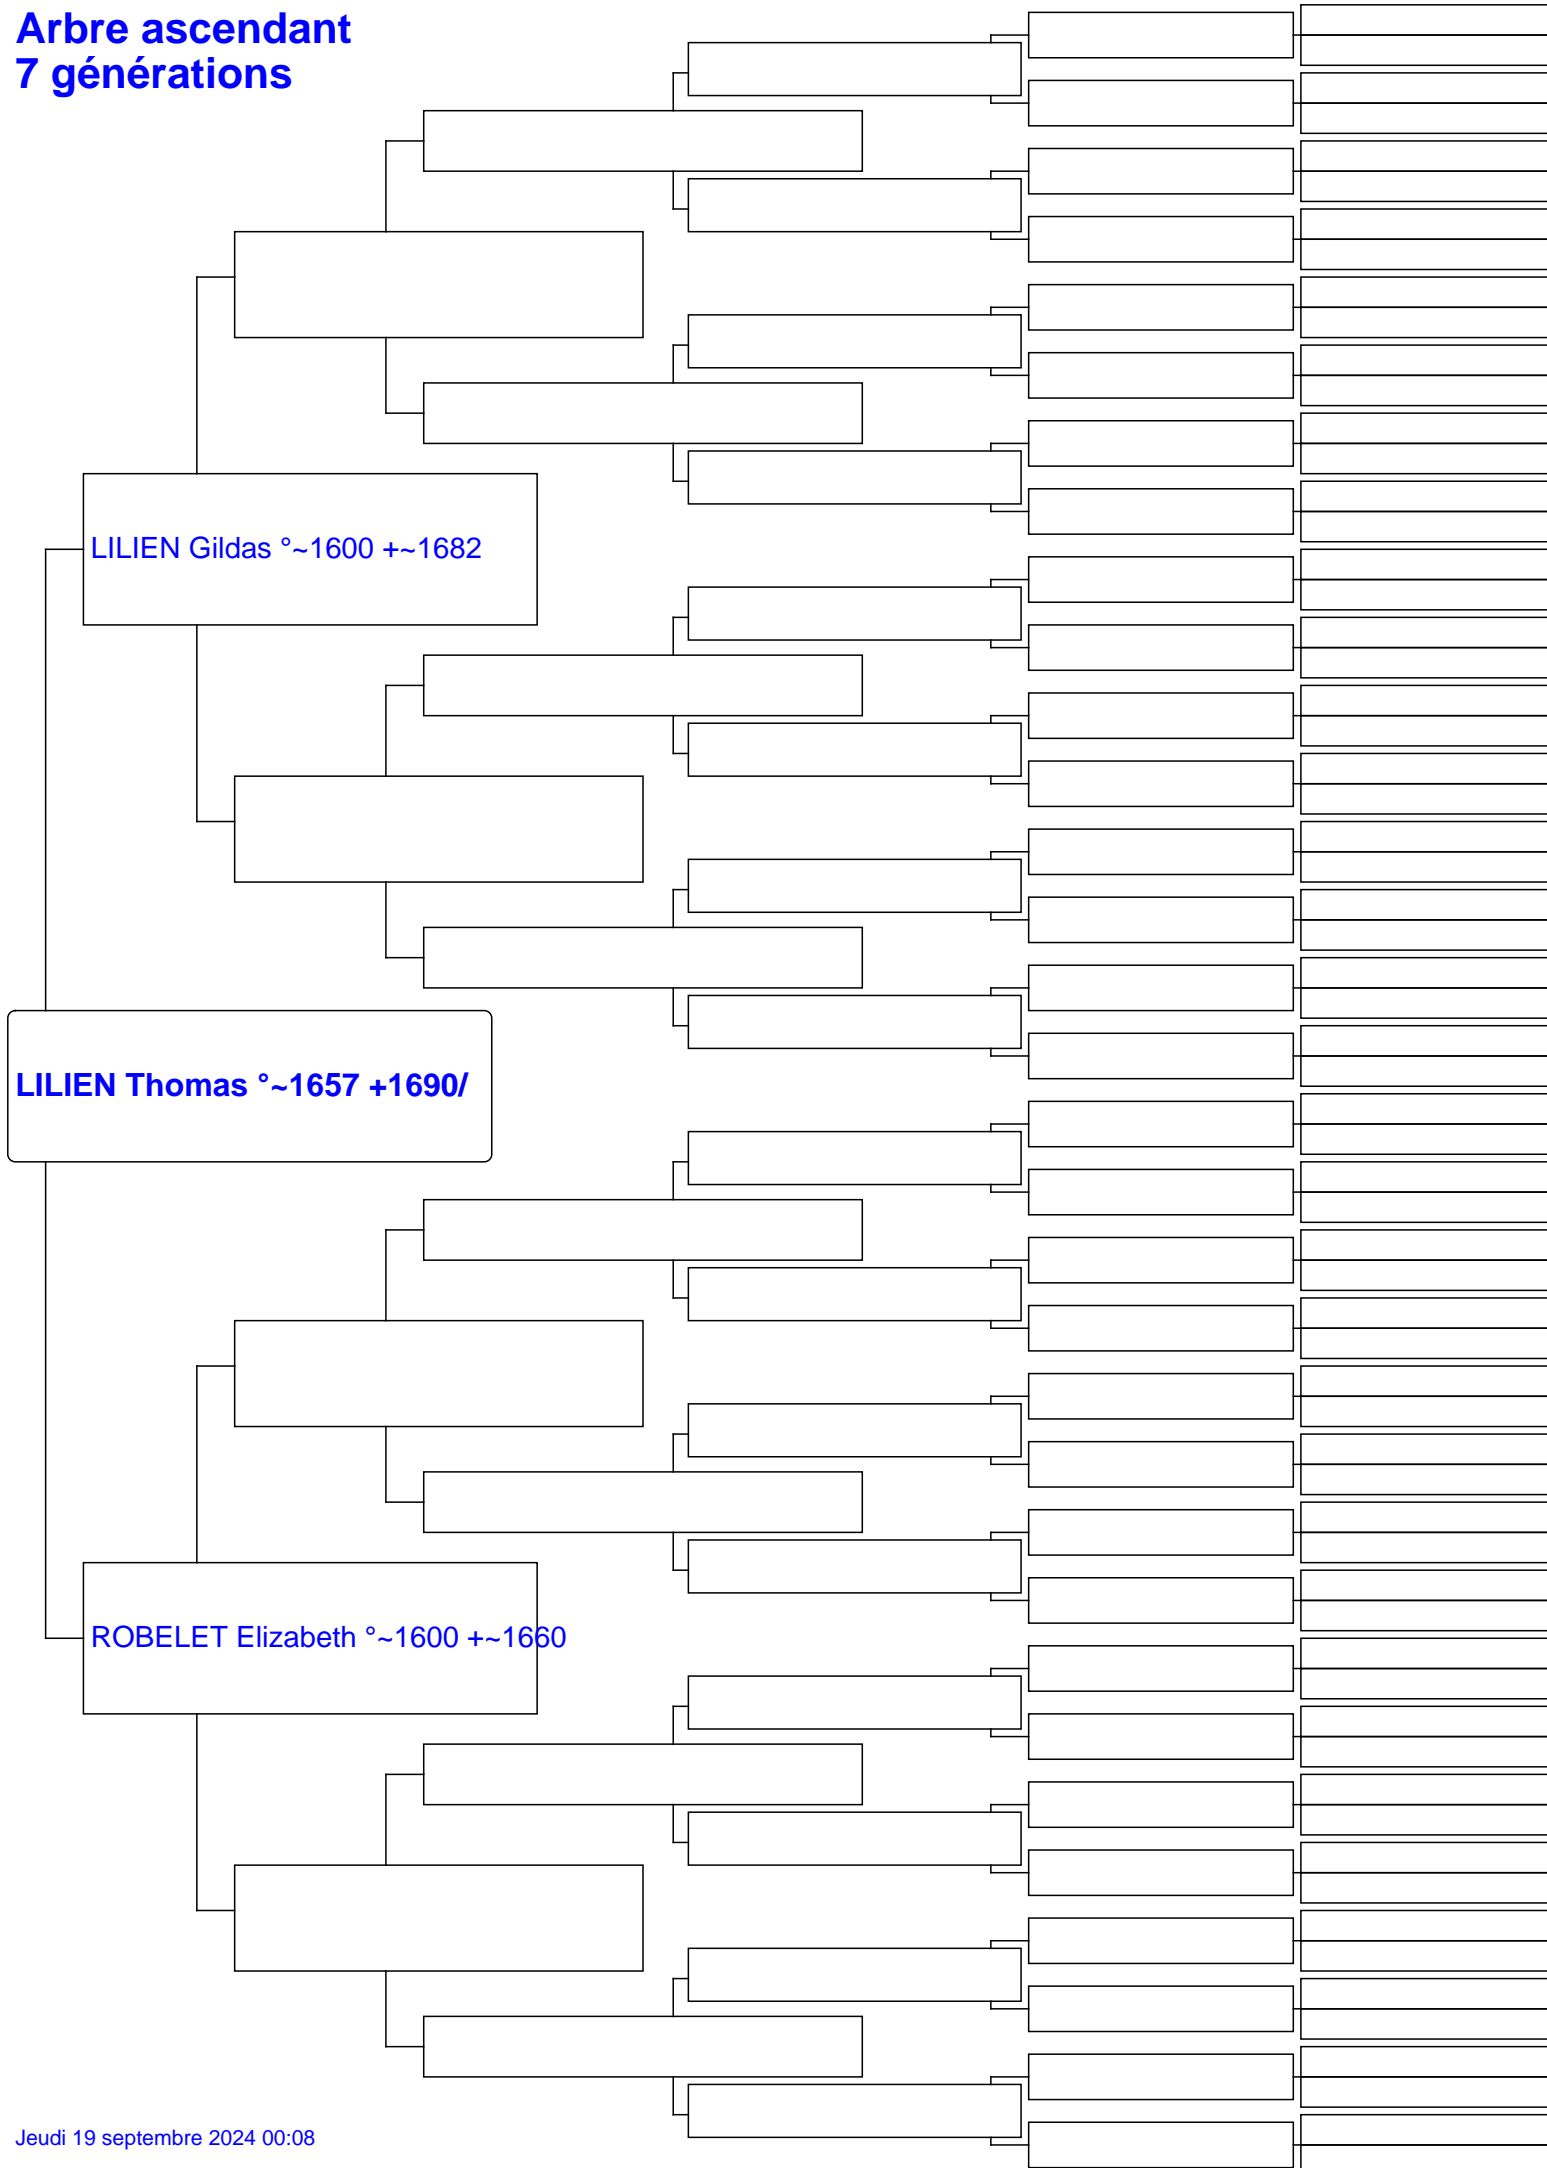 Arbre ascendant
7 générations
LILIEN Gildas °~1600 +~1682
LILIEN Thomas °~1657 +1690/
ROBELET Elizabeth °~1600 +~1660
Jeudi 19 septembre 2024 00:08